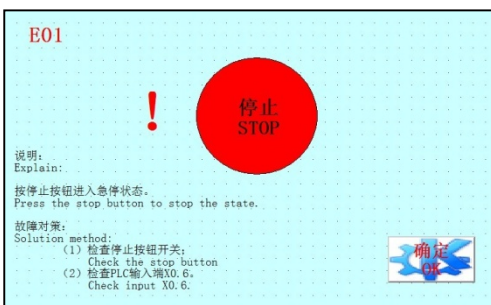 E01
!
停止
STOP
说明:
Explain:
按停止按钮进入急停状态。
Press the stop button to stop the state.
故障对策:
Solution method:
(1) 检查停止按钮开关;
Check the stop button
(2) 检查PLC输入端X0.6。
Check input X0.6.
确定
OK